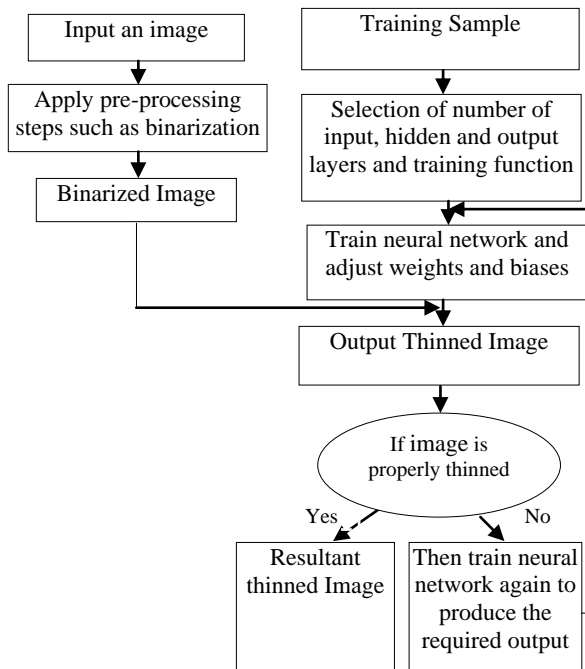 Input an image
Apply pre-processing
steps such as binarization
Binarized Image
Training Sample
Selection of number of
input, hidden and output
layers and training function
Train neural network and
adjust weights and biases
Output Thinned Image
If image is
properly thinned
Yes
No
Resultant
thinned Image
Then train neural
network again to
produce the
required output